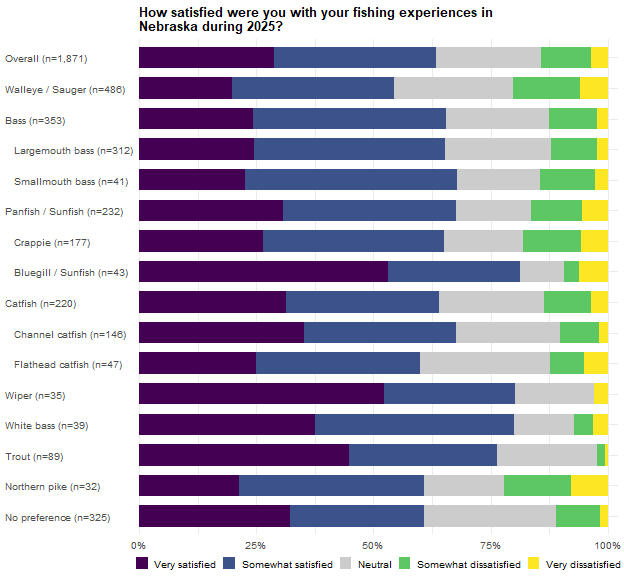 How satisfied were you with your fishing experiences in
Nebraska during 2025?
Overall (n=1,871)
Walleye / Sauger (n=486)
Bass (n=353)
Largemouth bass (n=312)
Smallmouth bass (n=41)
Panfish / Sunfish (n=232)
Crappie (n=177)
Bluegill / Sunfish (n=43)
Catfish (n=220)
Channel catfish (n=146)
Flathead catfish (n=47)
Wiper (n=35)
White bass (n=39)
Trout (n=89)
Northern pike (n=32)
No preference (n=325)
0% 25% 50% 75% 100%
Very satisfied Somewhat satisfied Neutral Somewhat dissatisfied Very dissatisfied